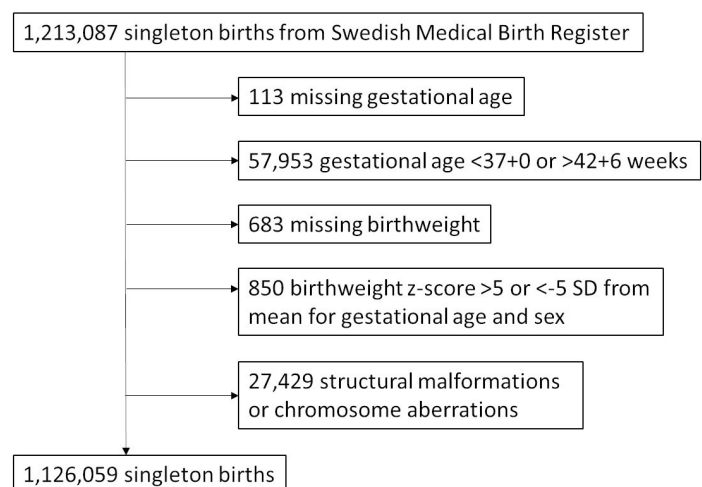 1,213,087 singleton births from Swedish Medical Birth Register
113 missing gestational age
57,953 gestational age <37+0 or >42+6 weeks
683 missing birthweight
850 birthweight z-score >5 or <-5 SD from
mean for gestational age and sex
27,429 structural malformations
or chromosome aberrations
1,126,059 singleton births